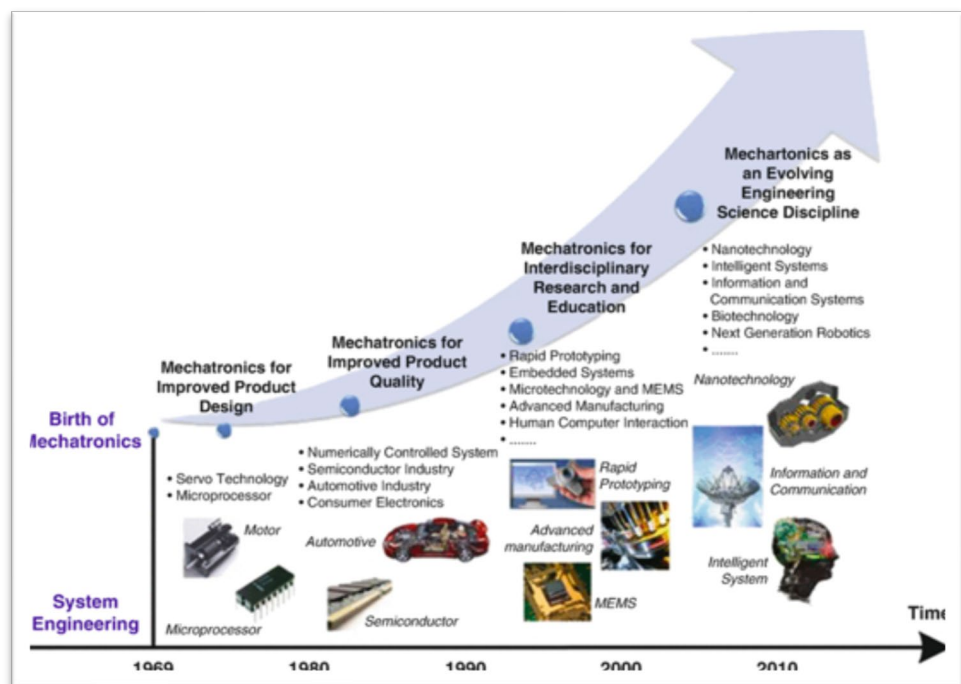 Mechartonics as
an Evolving
Engineering
Science Discipline
• Nanotechnology
• Intelligent Systems
• Information and
Communication Systems
• Biotechnology
• Next Generation Robotics
• .......
Mechatronics for
Interdisciplinary
Research and
Education
• Rapid Prototyping
• Embedded Systems
• Microtechnology and MEMS
• Advanced Manufacturing
• Human Computer Interaction
• .......
Mechatronics for
Improved Product
Quality
• Numerically Controlled System
• Semiconductor Industry
• Automotive Industry
• Consumer Electronics
Mechatronics for
Improved Product
Design
• Servo Technology
• Microprocessor
Birth of
Mechatronics
Motor
Microprocessor
Automotive
Semiconductor
Rapid
Prototyping
Advanced
manufacturing
MEMS
Nanotechnology
Information and
Communication
Intelligent
System
System
Engineering
Time
1969
1980
1990
2000
2010